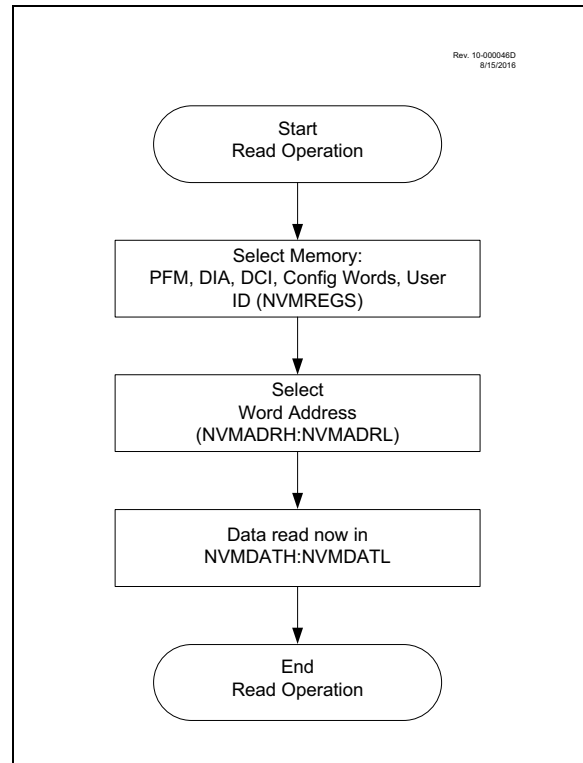 Rev. 10-000046D
8/15/2016
Start
Read Operation
Select Memory:
PFM, DIA, DCI, Config Words, User
ID (NVMREGS)
Select
Word Address
(NVMADRH:NVMADRL)
Data read now in
NVMDATH:NVMDATL
End
Read Operation